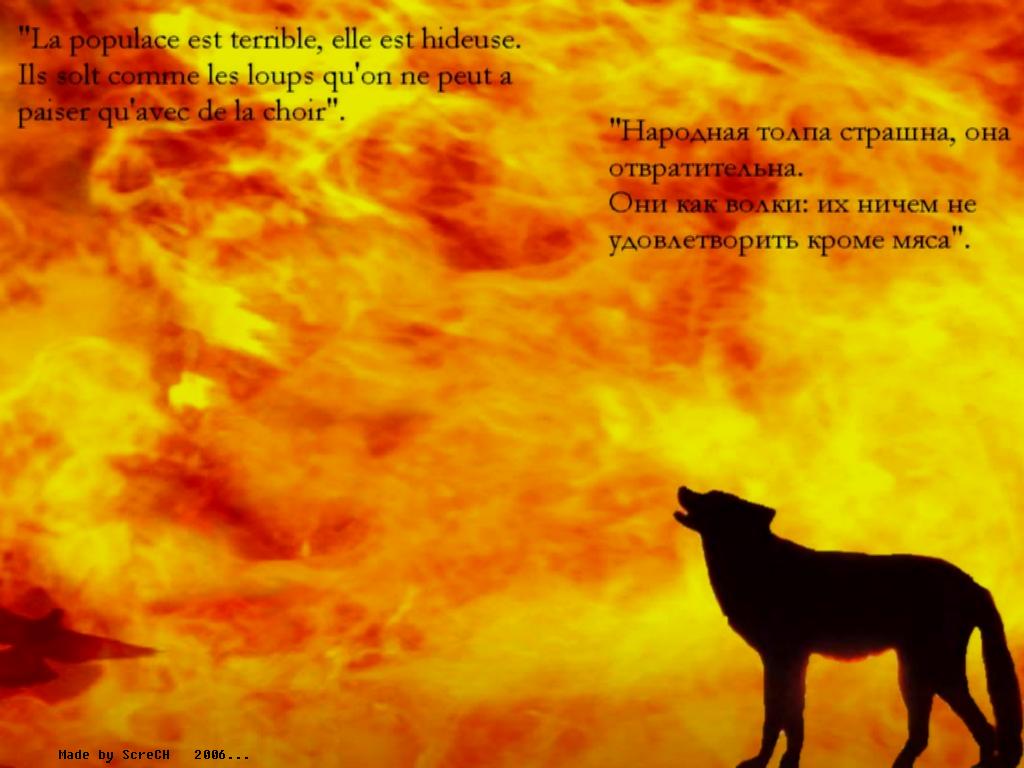 "La populace est terrible, elle est hideuse.
Ils solt comme les loups qu'on ne peut a
paiser qu'avec de la choir".
"Народная толпа страшна, она
отвратительна.
Они как волки: их ничем не
удовлетворить кроме мяса".
Made by ScreCH 2006...